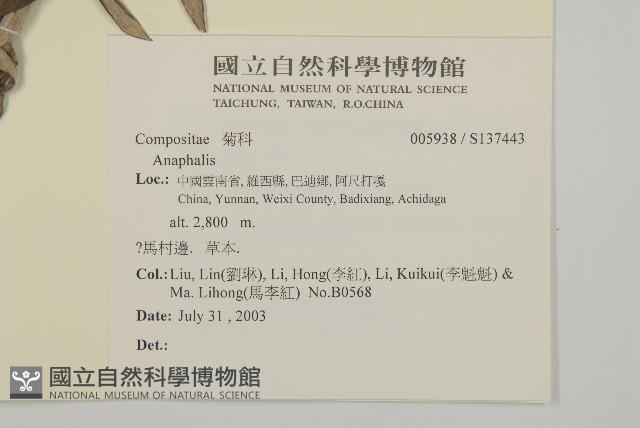 國立自然科學博物館
NATIONAL MUSEUM OF NATURAL SCIENCE
TAICHUNG, TAIWAN, R.O.CHINA
Compositae 菊科 005938 / S137443
Anaphalis
Loc.: 中國雲南省, 維西縣, 巴迪鄉, 阿尺打嘎
China, Yunnan, Weixi County, Badixiang, Achidaga
alt. 2,800 m.
?馬村邊. 草本.
Col.: Liu, Lin(劉琳), Li, Hong(李紅), Li, Kuikui(李魁魁) &
Ma. Lihong(馬李紅) No.B0568
Date: July 31 , 2003
Det.:
國立自然科學博物館
NATIONAL MUSEUM OF NATURAL SCIENCE